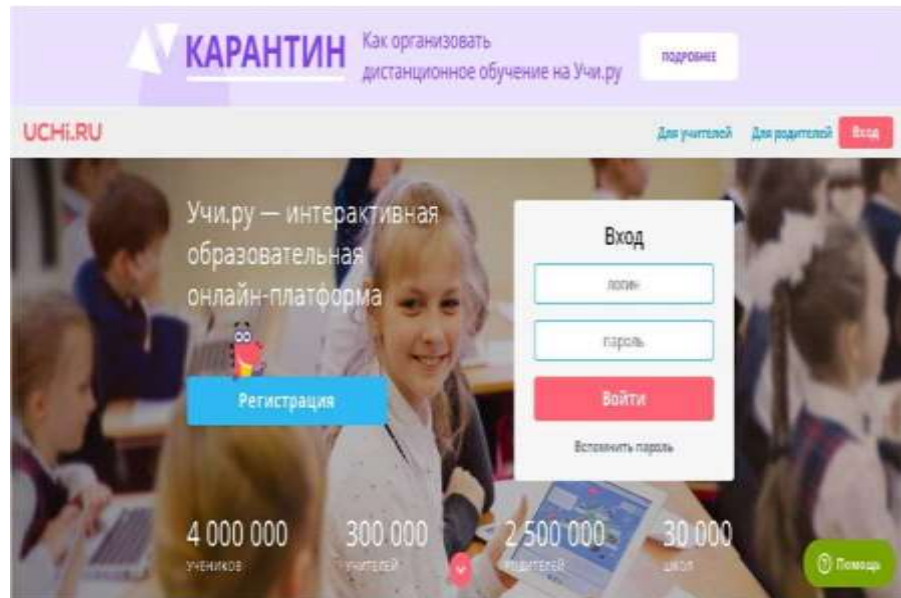 КАРАНТИН
Как организовать
дистанционное обучение на Учи.ру
ПОДРОБНЕЕ
UCHi.RU
Для учителей
Для родителей
Вход
Учи.ру — интерактивная
образовательная
онлайн-платформа
Регистрация
Вход
логин
пароль
Войти
Вспомнить пароль
4 000 000
УЧЕНИКОВ
300 000
УЧИТЕЛЕЙ
2 500 000
РОДИТЕЛЕЙ
30 000
ШКОЛ
Помощь